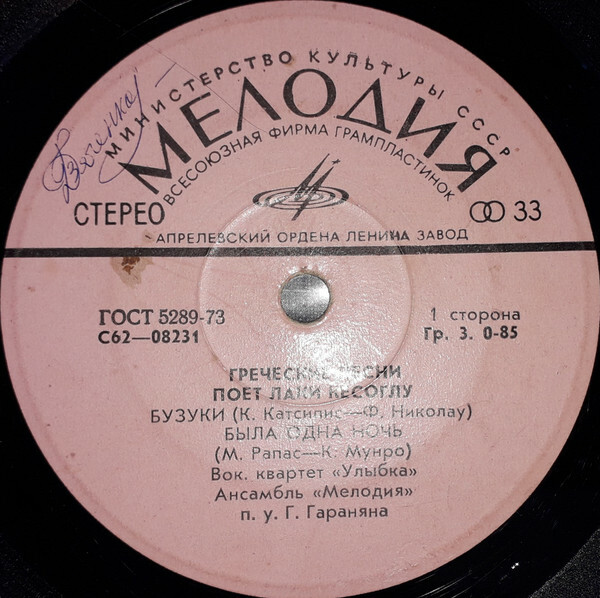 МИНИСТЕРСТВО КУЛЬТУРЫ СССР
МЕЛОДИЯ
ВСЕСОЮЗНАЯ ФИРМА ГРАМПЛАСТИНОК
СТЕРЕО
33
АПРЕЛЕВСКИЙ ОРДЕНА ЛЕНИНА ЗАВОД
ГОСТ 5289-73
С62—08231
1 сторона
Гр. 3. 0-85
ГРЕЧЕСКИЕ ПЕСНИ
ПОЕТ ЛАКИ КЕСОГЛУ
БУЗУКИ (К. Катсипис—Ф. Николау)
БЫЛА ОДНА НОЧЬ
(М. Рапас—К. Мунро)
Вок. квартет «Улыбка»
Ансамбль «Мелодия»
п. у. Г. Гараняна